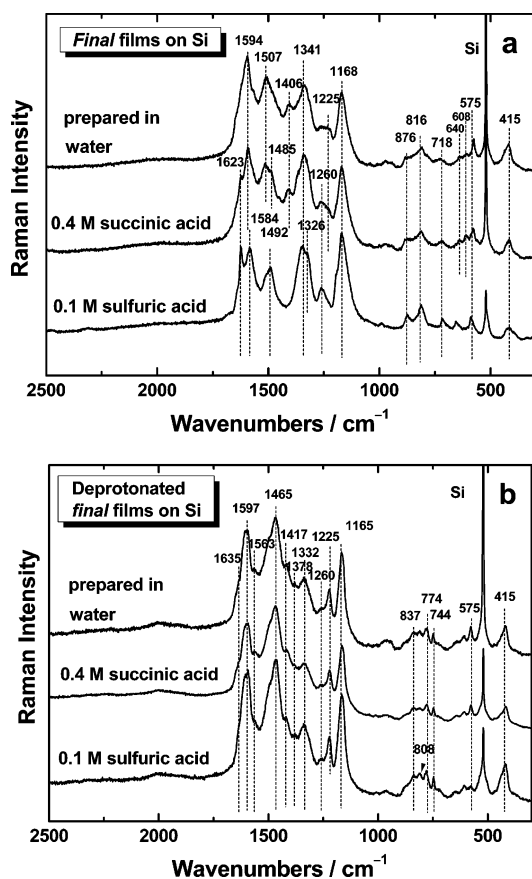 Final films on Si
a
Si
1594
1507
1341
1406
1225
1168
575
608
640
816
876
718
415
prepared in
water
1623
1485
1260
0.4 M succinic acid
1584
1492
1326
0.1 M sulfuric acid
Raman Intensity
2500 2000 1500 1000 500
Wavenumbers / cm⁻¹
Deprotonated
final films on Si
b
Si
1465
1597
1563
1635
1417
1332
1378
1225
1260
1165
774
837
744
575
415
prepared in
water
0.4 M succinic acid
808
0.1 M sulfuric acid
Raman Intensity
2500 2000 1500 1000 500
Wavenumbers / cm⁻¹